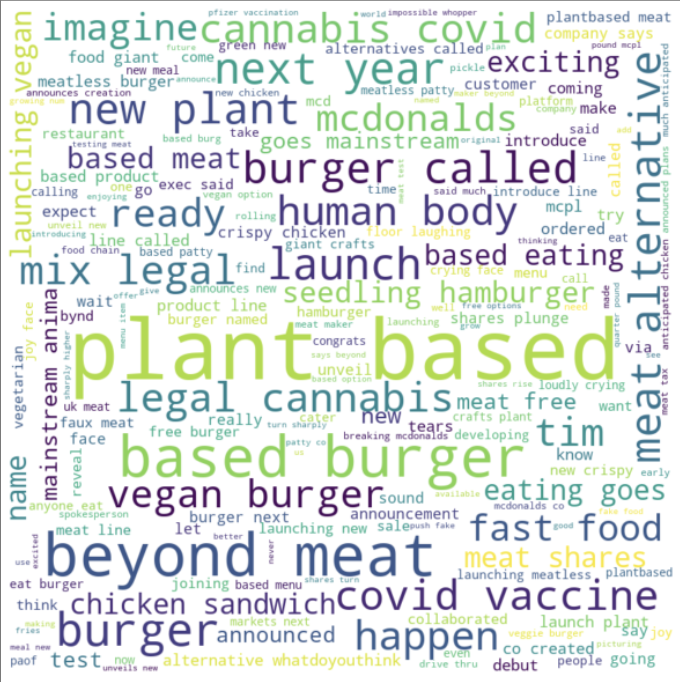 pfizer vaccination world impossible whopper plantbased meat
imagine cannabis covid company says
food giant green new come alternatives called pound mcpl
future plan
meatless burger new meal next year announce meatless patty pickle customer exciting
announces creation new chicken maker beyond coming
growing num new plant mcd named platform make
launching vegan mcdonalds company add
restaurant based burg take original introduce
testing meat goes mainstream said
based meat burger called line
based product vegan option time said much introduce line called
calling one go exec said meat test
enjoying rolling mcpl try
expect ready crispy chicken human body ordered eat
unveil new line called giant crafts floor laughing thinking
introducing food chain based patty based eating
mix legal find launch crying face menu
offer give announces new call
wait product line seedling hamburger made
joy face bynd hamburger well free options need
burger named meat maker launching grow shares plunge via
menu item congrats see
plant based
sharply higher unveil says beyond
vegetarian uk meat legal cannabis based option shares rise loudly crying
meat free want
faux meat really cater new crafts plant tim
face free burger turn sharply tears
patty co breaking mcdonalds developing know
reveal us
name mainstream anima based burger new crispy early
anyone eat sound available eating goes
spokesperson vegan burger announcement mcdonalds co fake food
burger next push fake good
meat line let launching new sale fast food
use excited better never
beyond meat meat shares
shares turn launching meatless plantbased
eat burger joining based menu
think chicken sandwich covid vaccine
making markets next collaborated launch plant
fries veggie burger
burger announced happen say joy
meal new co created picturing
paof test now alternative whatdoyouthink even people going
unveils new drive thru debut
meat alternative
much anticipated
announced plans
anticipated chicken
quarter pound
meat tax
called